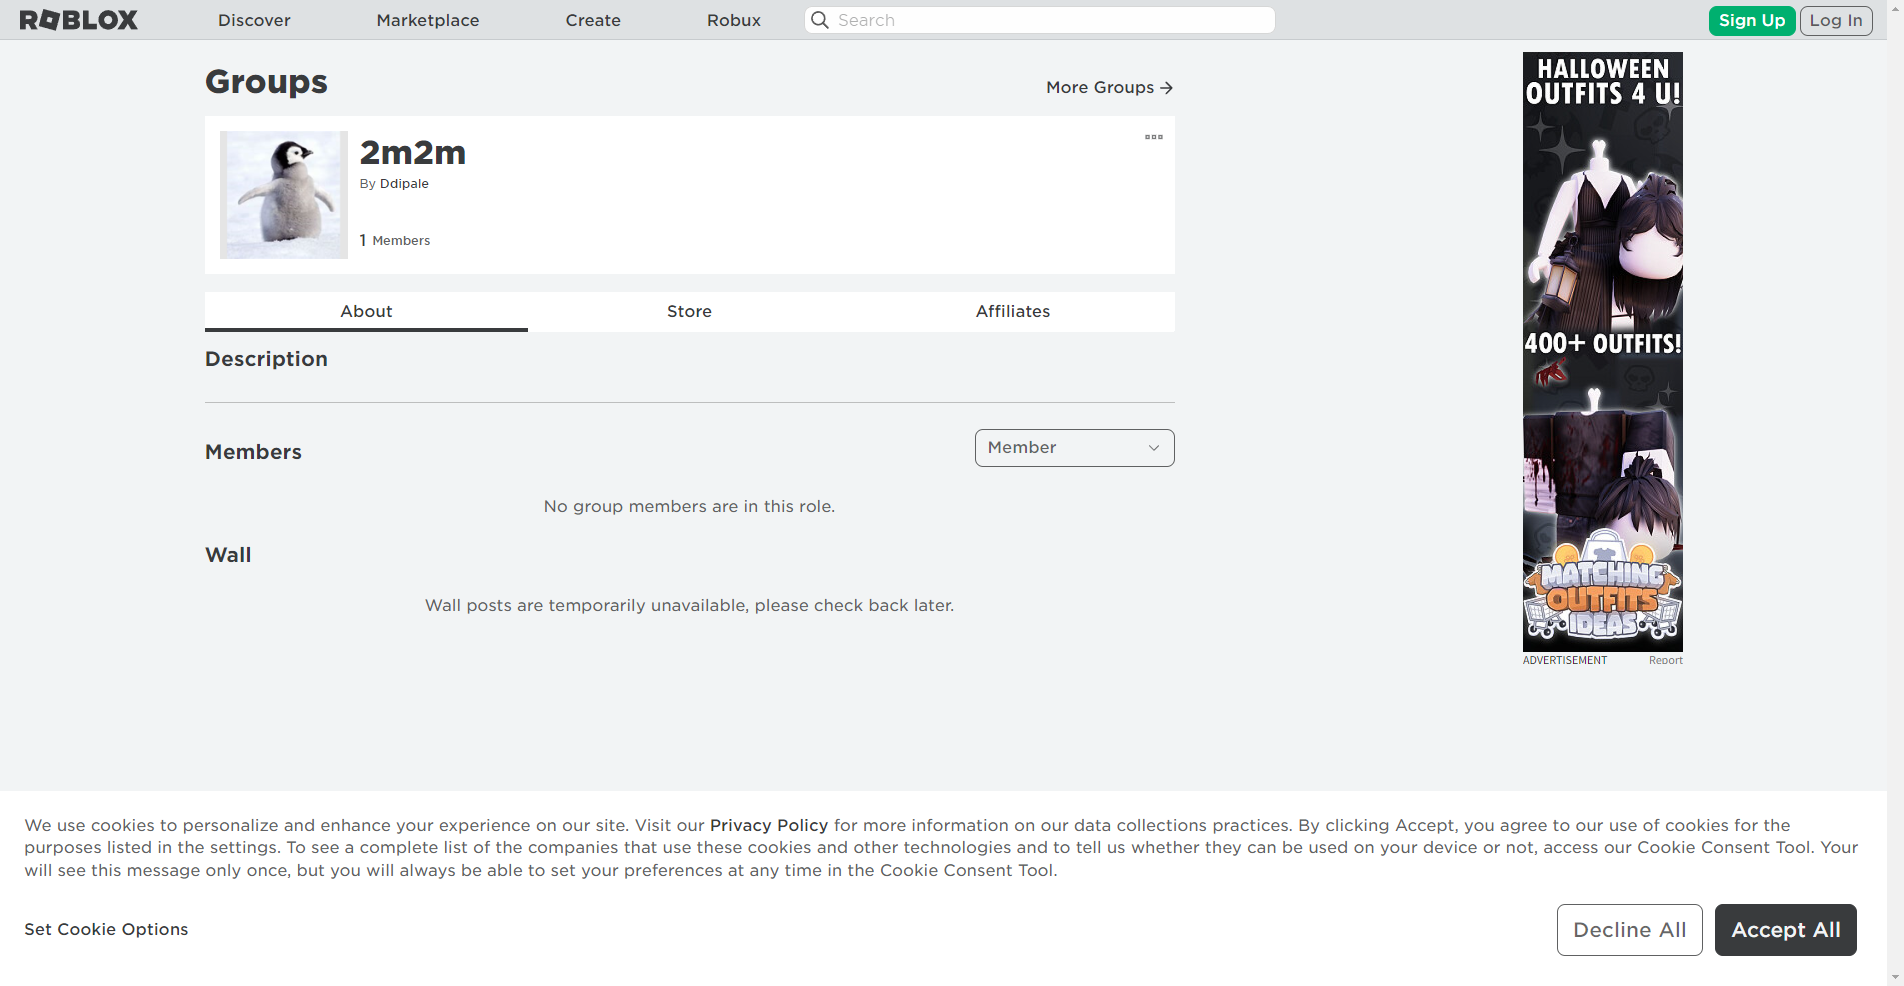 ROBLOX
Discover
Marketplace
Create
Robux
Search
Sign Up
Log In
Groups
More Groups
2m2m
By Ddipale
1 Members
About
Store
Affiliates
Description
Members
Member
No group members are in this role.
Wall
Wall posts are temporarily unavailable, please check back later.
HALLOWEEN
OUTFITS 4 U!
400+ OUTFITS!
MATCHING
OUTFITS
IDEAS
ADVERTISEMENT
Report
We use cookies to personalize and enhance your experience on our site. Visit our Privacy Policy for more information on our data collections practices. By clicking Accept, you agree to our use of cookies for the
purposes listed in the settings. To see a complete list of the companies that use these cookies and other technologies and to tell us whether they can be used on your device or not, access our Cookie Consent Tool. Your
will see this message only once, but you will always be able to set your preferences at any time in the Cookie Consent Tool.
Set Cookie Options
Decline All
Accept All